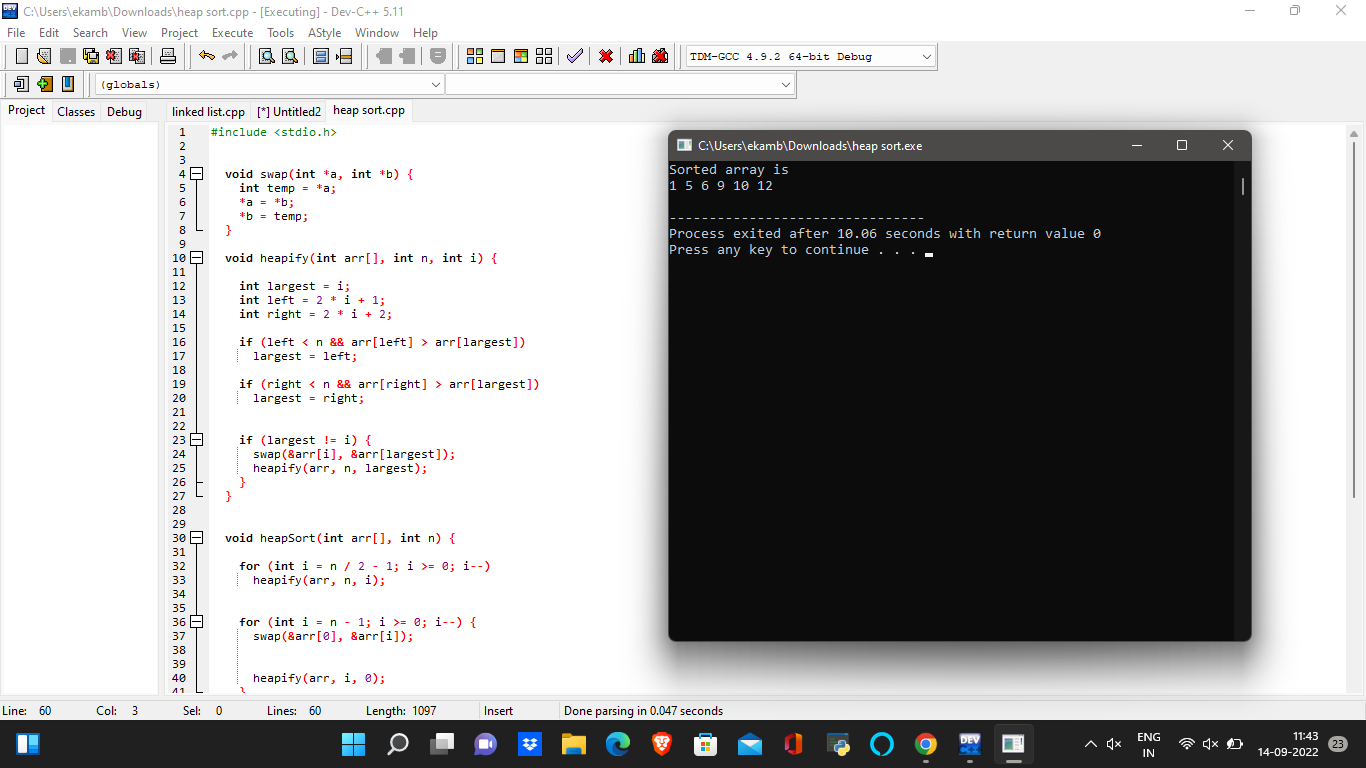 C:\Users\ekamb\Downloads\heap sort.cpp - [Executing] - Dev-C++ 5.11
File Edit Search View Project Execute Tools AStyle Window Help
TDM-GCC 4.9.2 64-bit Debug
(globals)
Project Classes Debug
linked list.cpp [*] Untitled2 heap sort.cpp
1 #include <stdio.h>
2
3
4 void swap(int *a, int *b) {
5 int temp = *a;
6 *a = *b;
7 *b = temp;
8 }
9
10 void heapify(int arr[], int n, int i) {
11
12 int largest = i;
13 int left = 2 * i + 1;
14 int right = 2 * i + 2;
15
16 if (left < n && arr[left] > arr[largest])
17 largest = left;
18
19 if (right < n && arr[right] > arr[largest])
20 largest = right;
21
22
23 if (largest != i) {
24 swap(&arr[i], &arr[largest]);
25 heapify(arr, n, largest);
26 }
27 }
28
29
30 void heapSort(int arr[], int n) {
31
32 for (int i = n / 2 - 1; i >= 0; i--)
33 heapify(arr, n, i);
34
35
36 for (int i = n - 1; i >= 0; i--) {
37 swap(&arr[0], &arr[i]);
38
39
40 heapify(arr, i, 0);
41 }
C:\Users\ekamb\Downloads\heap sort.exe
Sorted array is
1 5 6 9 10 12
--------------------------------
Process exited after 10.06 seconds with return value 0
Press any key to continue . . .
Line: 60 Col: 3 Sel: 0 Lines: 60 Length: 1097 Insert Done parsing in 0.047 seconds
DEV
ENG
IN
11:43
14-09-2022
23